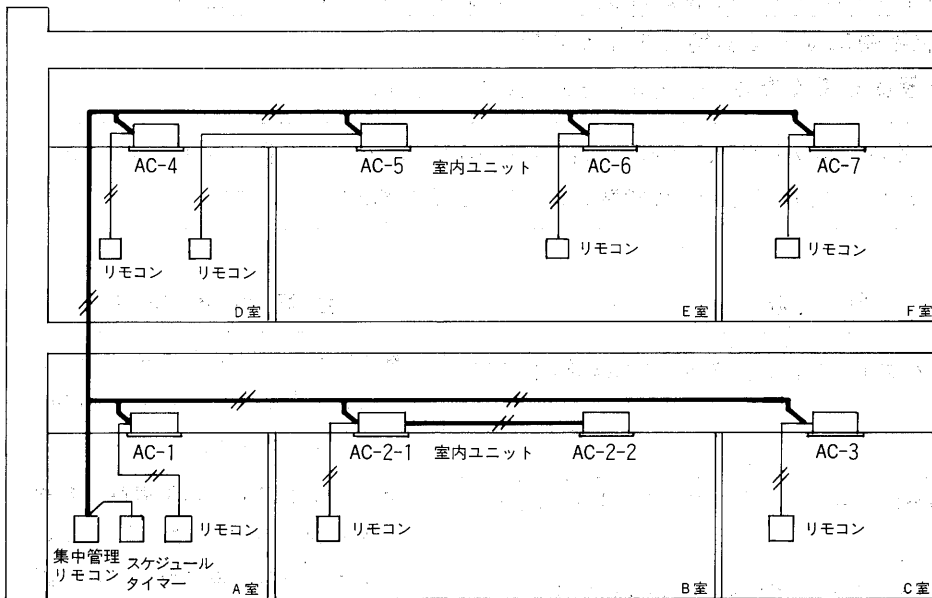 AC-4
AC-5
室内ユニット
AC-6
AC-7
リモコン
リモコン
リモコン
リモコン
D室
E室
F室
AC-1
AC-2-1
室内ユニット
AC-2-2
AC-3
集中管理
リモコン
スケジュール
タイマー
リモコン
リモコン
リモコン
A室
B室
C室